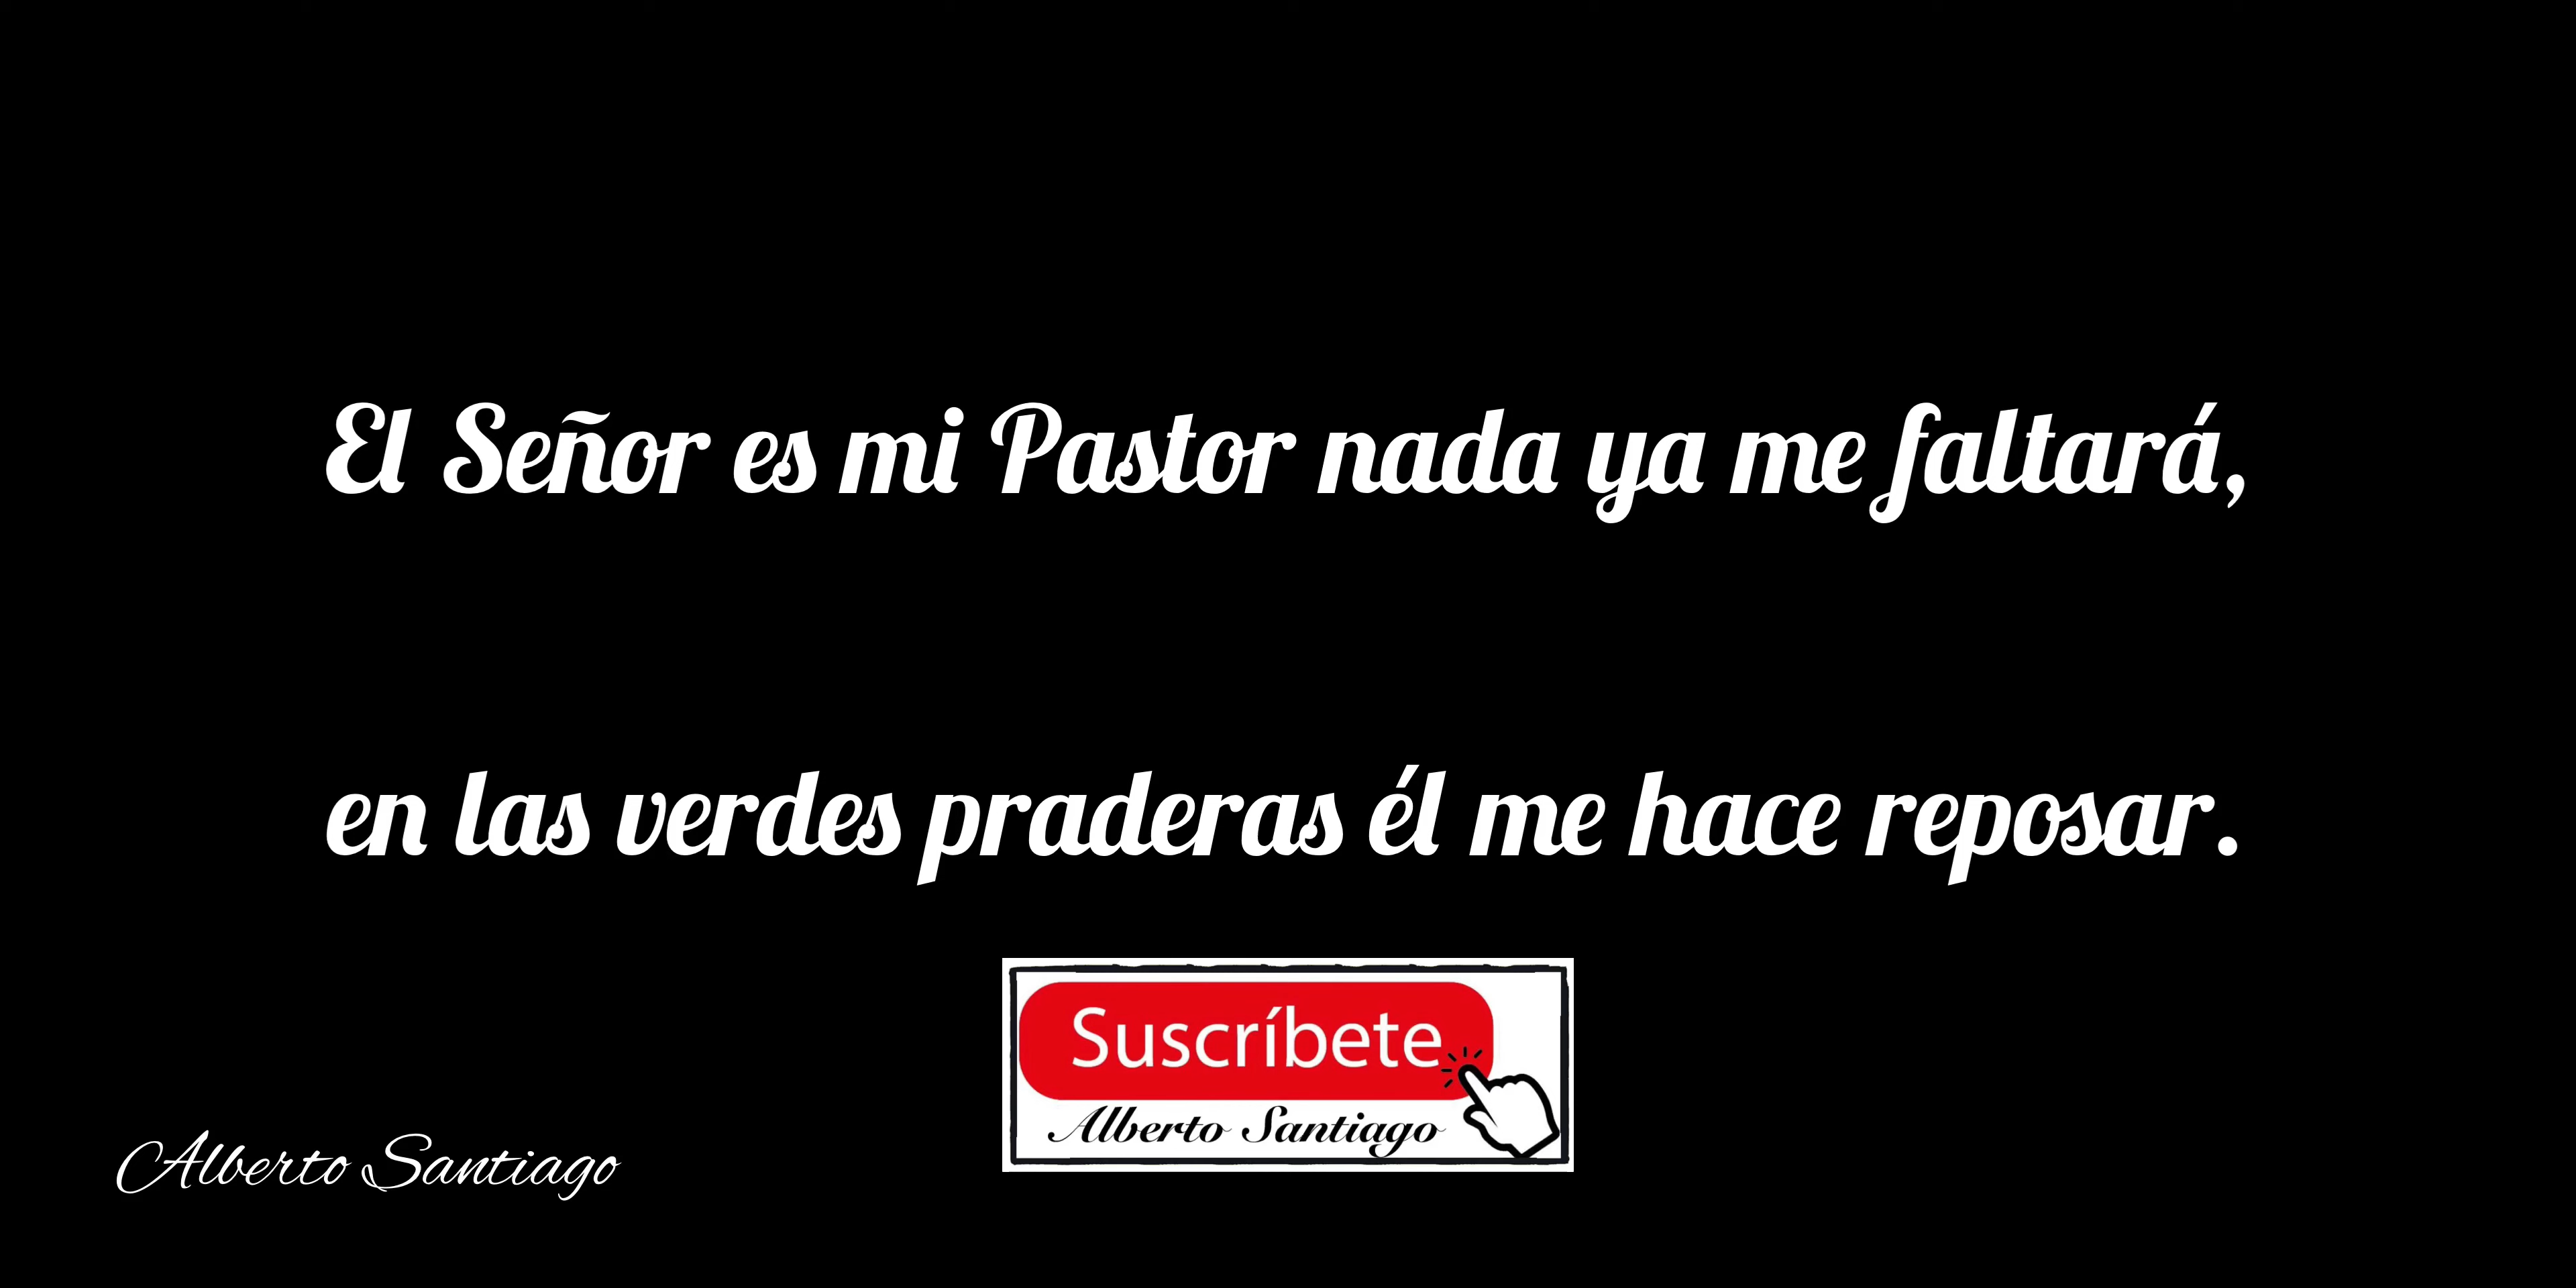 El Señor es mi Pastor nada ya me faltará,
en las verdes praderas él me hace reposar.
Suscríbete
Alberto Santiago
Alberto Santiago